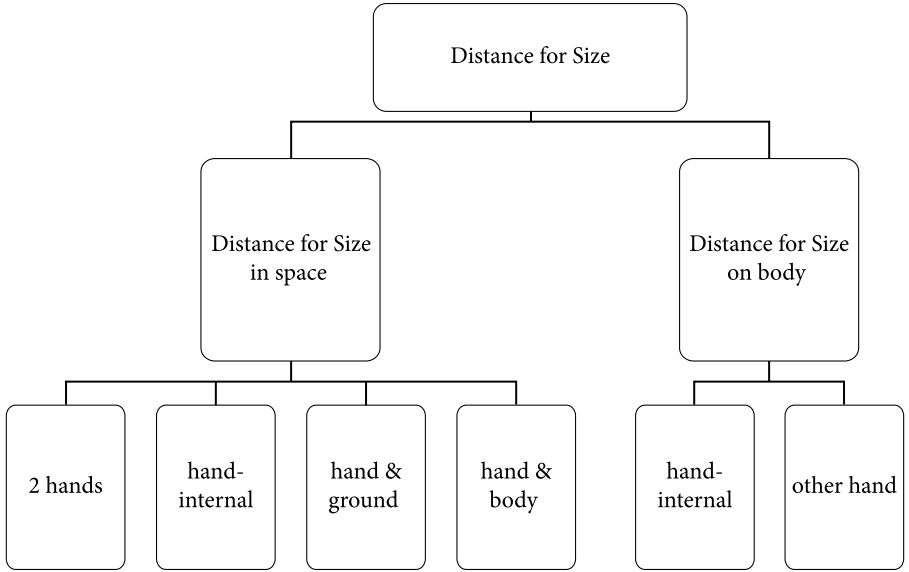 Distance for Size
Distance for Size
in space
Distance for Size
on body
2 hands
hand-
internal
hand &
ground
hand &
body
hand-
internal
other hand